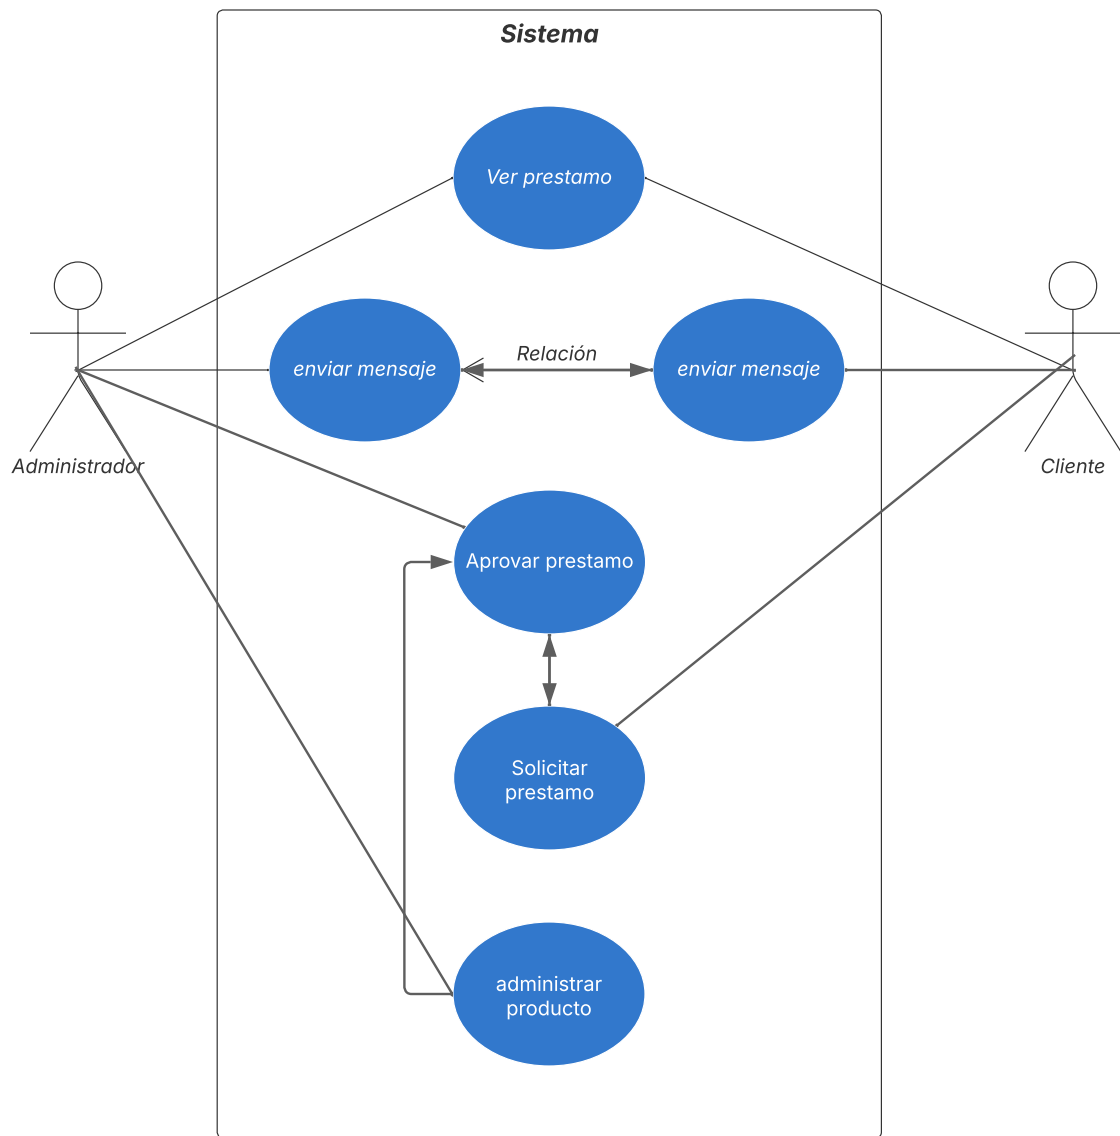 Sistema
Ver prestamo
enviar mensaje
Relación
enviar mensaje
Administrador
Cliente
Aprovar prestamo
Solicitar
prestamo
administrar
producto